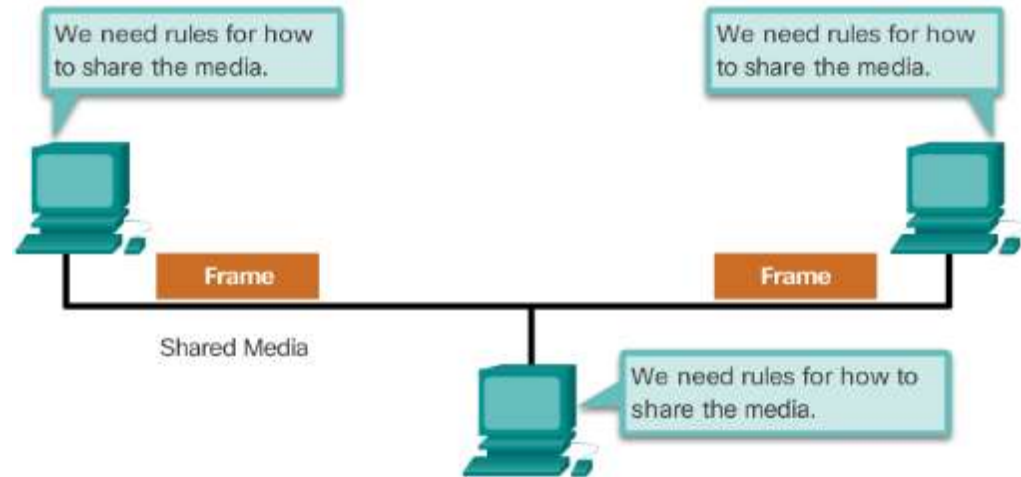 We need rules for how
to share the media.
We need rules for how
to share the media.
Frame
Frame
Shared Media
We need rules for how to
share the media.